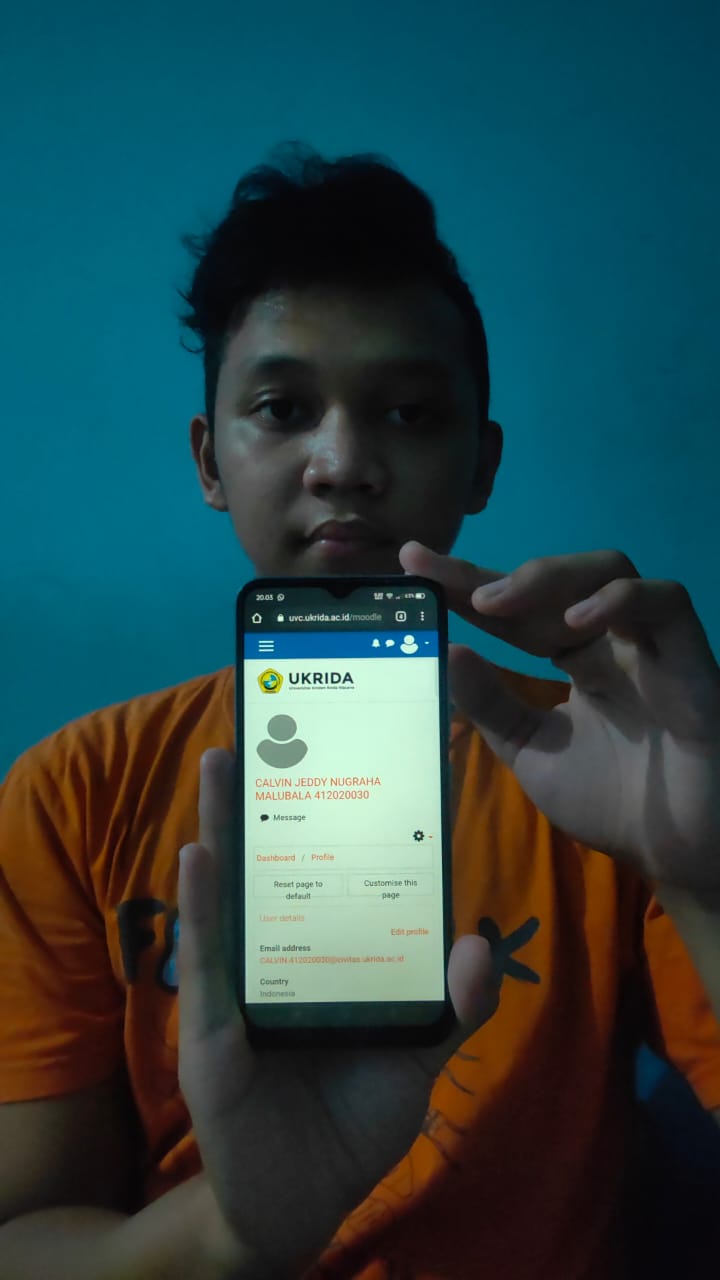 20.03 63%
uvc.ukrida.ac.id/moodle 4
UKRIDA
Universitas Kristen Krida Wacana
CALVIN JEDDY NUGRAHA
MALUBALA 412020030
Message
Dashboard / Profile
Reset page to
default
Customise this
page
User details
Edit profile
Email address
CALVIN.412020030@civitas.ukrida.ac.id
Country
Indonesia